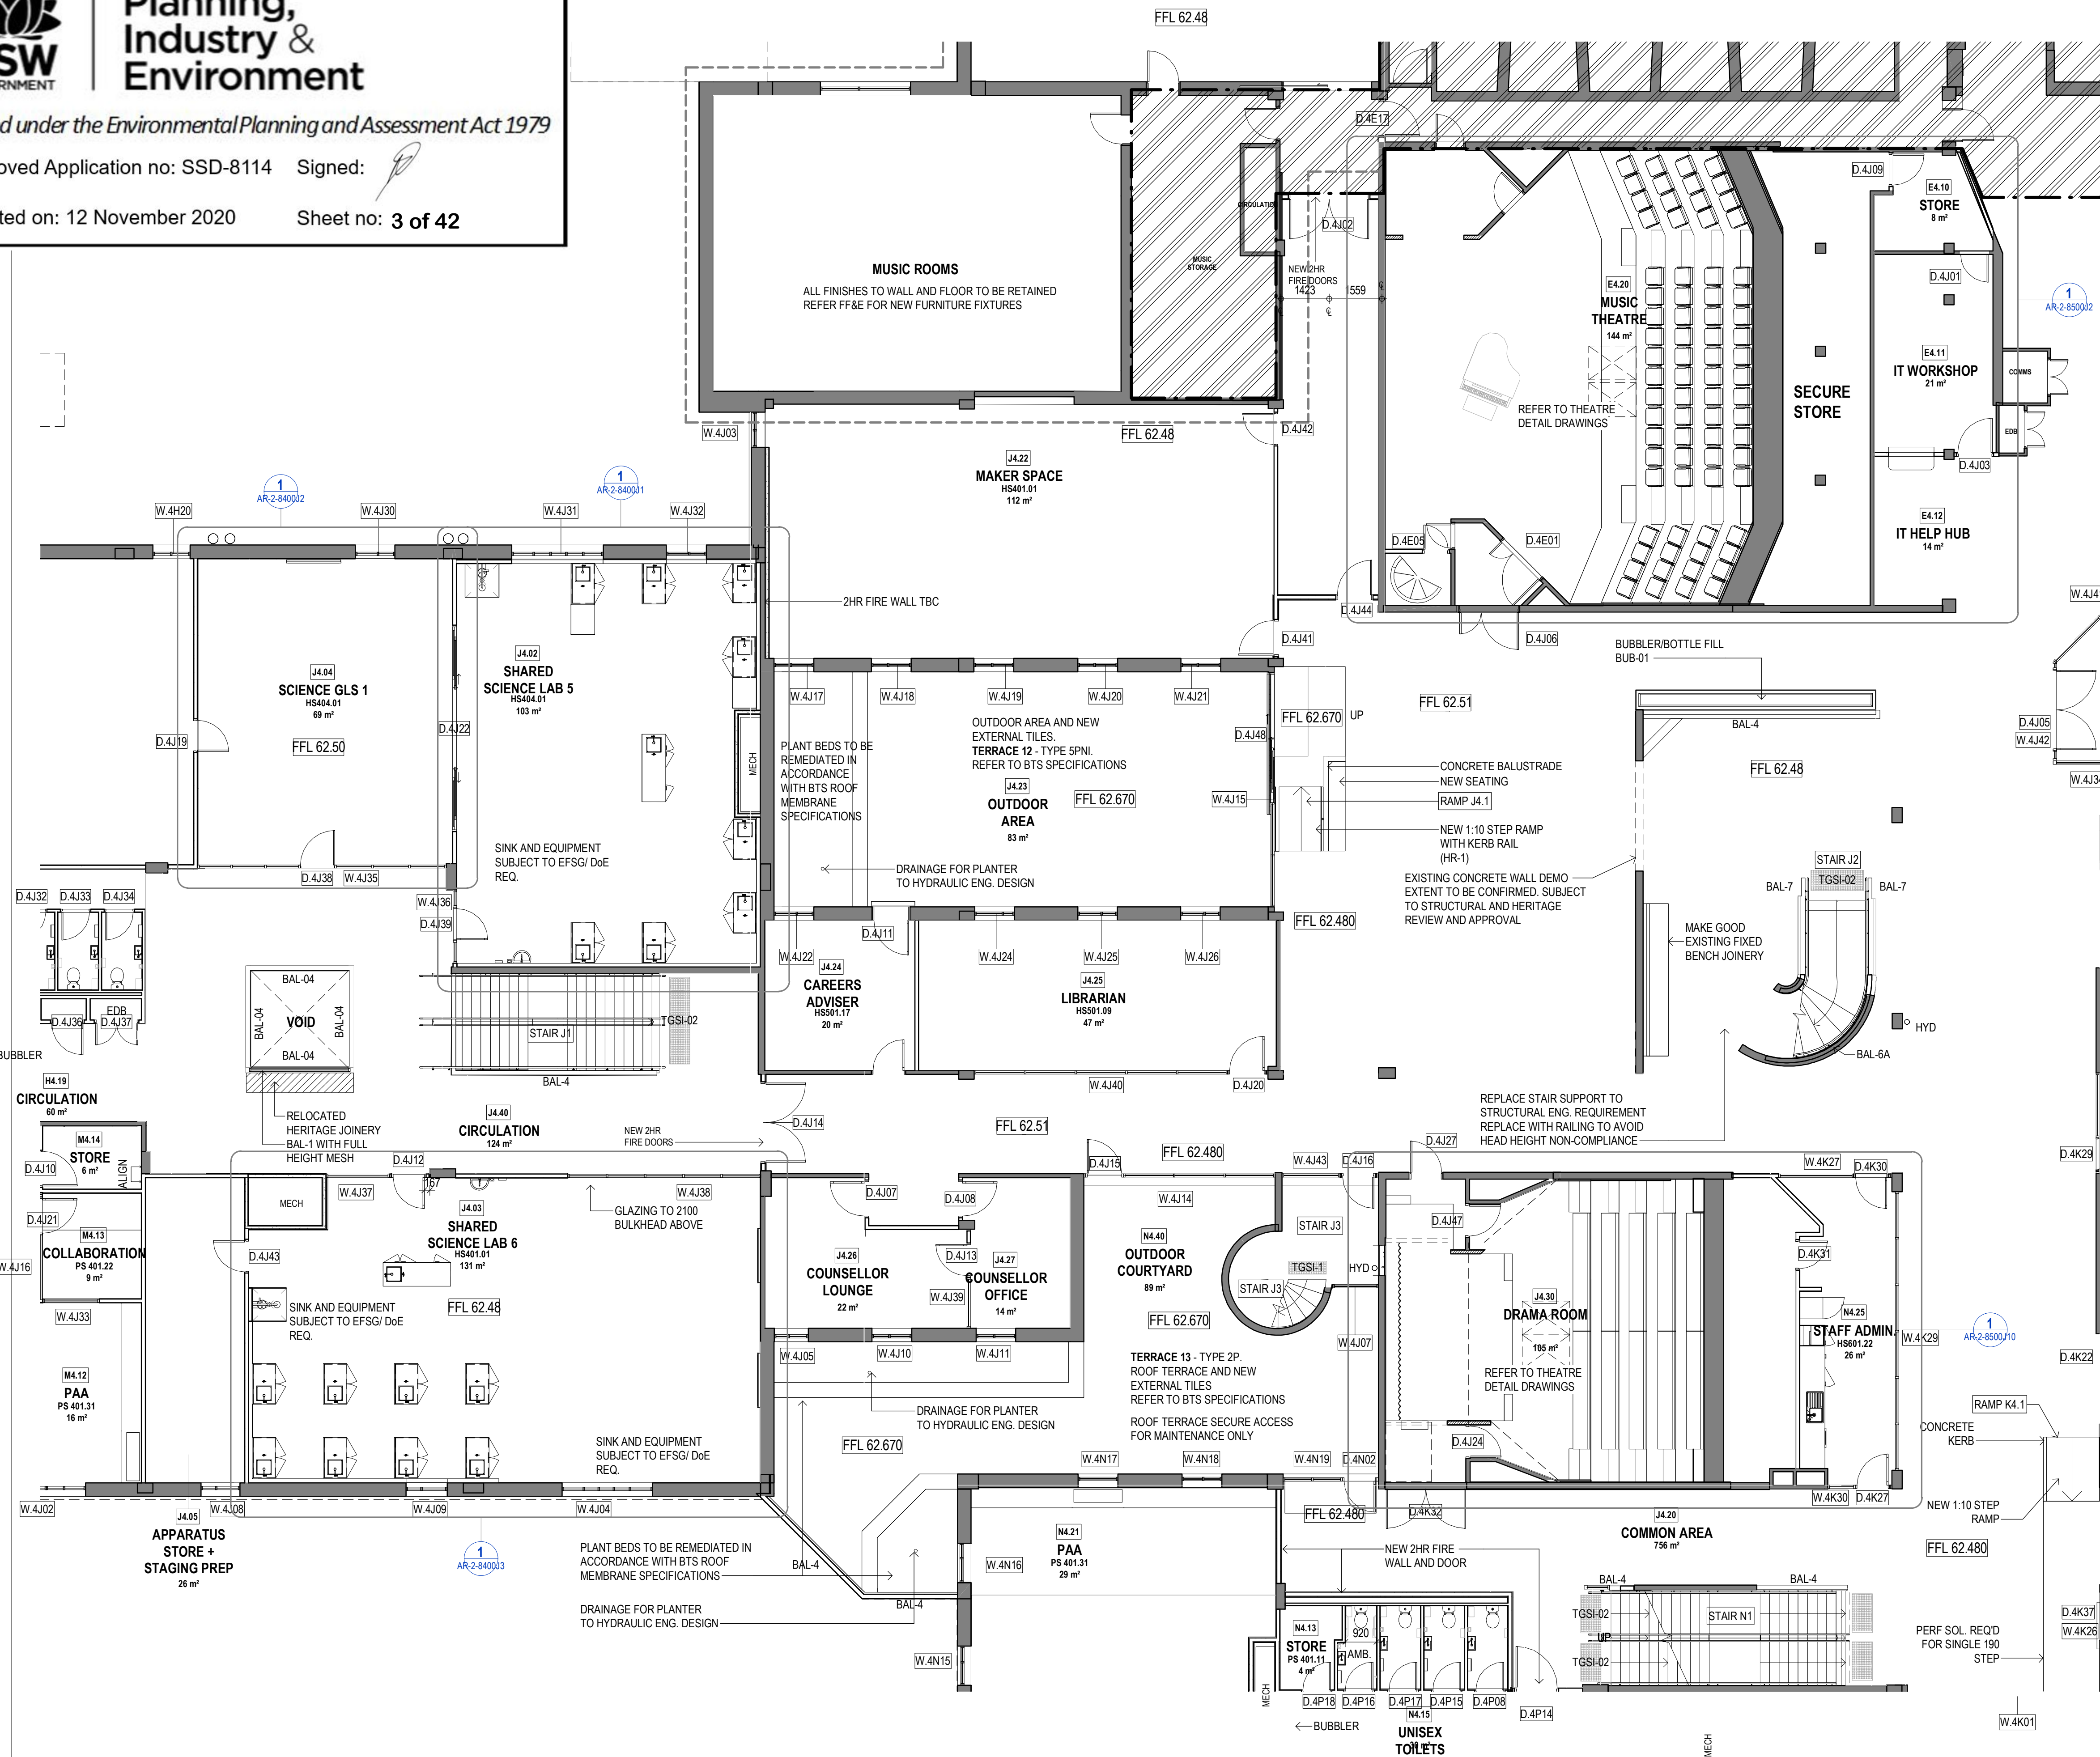 Planning,
Industry &
Environment
d under the Environmental Planning and Assessment Act 1979
oved Application no: SSD-8114 Signed:
ted on: 12 November 2020 Sheet no: 3 of 42
FFL 62.48
D.4E17
D.4J09
E4.10
STORE
8 m²
CIRCULATION
D.4J02
MUSIC ROOMS
ALL FINISHES TO WALL AND FLOOR TO BE RETAINED
REFER FF&E FOR NEW FURNITURE FIXTURES
MUSIC
STORAGE
NEW 2HR
FIRE DOORS
1423
1559
E4.20
MUSIC
THEATRE
144 m²
D.4J01
1
AR-2-8500J2
E4.11
IT WORKSHOP
21 m²
COMMS
SECURE
STORE
REFER TO THEATRE
DETAIL DRAWINGS
EDB
W.4J03
FFL 62.48
D.4J42
D.4J03
J4.22
MAKER SPACE
HS401.01
112 m²
1
AR-2-8400J2
1
AR-2-8400J1
W.4H20
W.4J30
W.4J31
W.4J32
E4.12
IT HELP HUB
14 m²
D.4E05
D.4E01
2HR FIRE WALL TBC
D.4J44
D.4J41
D.4J06
W.4J4
BUBBLER/BOTTLE FILL
BUB-01
J4.04
SCIENCE GLS 1
HS404.01
69 m²
FFL 62.50
J4.02
SHARED
SCIENCE LAB 5
HS404.01
103 m²
D.4J19
D.4J22
MECH
W.4J17
W.4J18
W.4J19
W.4J20
W.4J21
FFL 62.51
FFL 62.670
UP
BAL-4
D.4J05
W.4J42
OUTDOOR AREA AND NEW
EXTERNAL TILES.
TERRACE 12 - TYPE 5PNI.
REFER TO BTS SPECIFICATIONS
D.4J48
PLANT BEDS TO BE
REMEDIATED IN
ACCORDANCE
WITH BTS ROOF
MEMBRANE
SPECIFICATIONS
J4.23
OUTDOOR
AREA
83 m²
FFL 62.670
W.4J15
CONCRETE BALUSTRADE
NEW SEATING
RAMP J4.1
NEW 1:10 STEP RAMP
WITH KERB RAIL
(HR-1)
FFL 62.48
W.4J34
SINK AND EQUIPMENT
SUBJECT TO EFSG/ DoE
REQ.
DRAINAGE FOR PLANTER
TO HYDRAULIC ENG. DESIGN
EXISTING CONCRETE WALL DEMO
EXTENT TO BE CONFIRMED. SUBJECT
TO STRUCTURAL AND HERITAGE
REVIEW AND APPROVAL
STAIR J2
TGSI-02
BAL-7
BAL-7
D.4J38
W.4J35
D.4J32
D.4J33
D.4J34
W.4J36
D.4J39
FFL 62.480
D.4J11
W.4J22
W.4J24
W.4J25
W.4J26
MAKE GOOD
EXISTING FIXED
BENCH JOINERY
J4.24
CAREERS
ADVISER
HS501.17
20 m²
J4.25
LIBRARIAN
HS501.09
47 m²
BAL-04
BAL-04
VOID
BAL-04
BAL-04
EDB
D.4J36
D.4J37
STAIR J1
TGSI-02
HYD
BAL-6A
BUBBLER
BAL-4
W.4J40
D.4J20
H4.19
CIRCULATION
60 m²
RELOCATED
HERITAGE JOINERY
BAL-1 WITH FULL
HEIGHT MESH
J4.40
CIRCULATION
124 m²
NEW 2HR
FIRE DOORS
D.4J14
FFL 62.51
REPLACE STAIR SUPPORT TO
STRUCTURAL ENG. REQUIREMENT
REPLACE WITH RAILING TO AVOID
HEAD HEIGHT NON-COMPLIANCE
M4.14
STORE
6 m²
ALIGN
D.4J10
D.4J12
D.4J15
FFL 62.480
W.4J43
D.4J16
D.4J27
W.4K27
D.4K30
D.4K29
MECH
W.4J37
167
W.4J38
D.4J07
D.4J08
W.4J14
J4.03
SHARED
SCIENCE LAB 6
HS401.01
131 m²
GLAZING TO 2100
BULKHEAD ABOVE
D.4J21
M4.13
COLLABORATION
PS 401.22
9 m²
D.4J43
W.4J16
J4.26
COUNSELLOR
LOUNGE
22 m²
D.4J13
J4.27
COUNSELLOR
OFFICE
14 m²
W.4J39
N4.40
OUTDOOR
COURTYARD
89 m²
FFL 62.670
STAIR J3
TGSI-1
STAIR J3
HYD
D.4J47
J4.30
DRAMA ROOM
105 m²
REFER TO THEATRE
DETAIL DRAWINGS
D.4K31
N4.25
STAFF ADMIN.
HS601.22
26 m²
W.4K29
1
AR-2-8500J10
SINK AND EQUIPMENT
SUBJECT TO EFSG/ DoE
REQ.
FFL 62.48
W.4J33
W.4J05
W.4J10
W.4J11
W.4J07
D.4K22
M4.12
PAA
PS 401.31
16 m²
TERRACE 13 - TYPE 2P.
ROOF TERRACE AND NEW
EXTERNAL TILES
REFER TO BTS SPECIFICATIONS
ROOF TERRACE SECURE ACCESS
FOR MAINTENANCE ONLY
DRAINAGE FOR PLANTER
TO HYDRAULIC ENG. DESIGN
RAMP K4.1
CONCRETE
KERB
SINK AND EQUIPMENT
SUBJECT TO EFSG/ DoE
REQ.
FFL 62.670
D.4J24
W.4N17
W.4N18
W.4N19
D.4N02
W.4J02
W.4J08
W.4J09
W.4J04
FFL 62.480
D.4K32
W.4K30
D.4K27
NEW 1:10 STEP
RAMP
J4.05
APPARATUS
STORE +
STAGING PREP
26 m²
1
AR-2-8400J3
N4.21
PAA
PS 401.31
29 m²
W.4N16
J4.20
COMMON AREA
756 m²
FFL 62.480
PLANT BEDS TO BE REMEDIATED IN
ACCORDANCE WITH BTS ROOF
MEMBRANE SPECIFICATIONS
BAL-4
NEW 2HR FIRE
WALL AND DOOR
BAL-4
DRAINAGE FOR PLANTER
TO HYDRAULIC ENG. DESIGN
BAL-4
BAL-4
TGSI-02
UP
TGSI-02
STAIR N1
PERF SOL. REQ'D
FOR SINGLE 190
STEP
D.4K37
W.4K26
N4.13
STORE
PS 401.11
4 m²
920
AMB.
W.4N15
MECH
D.4P18
D.4P16
D.4P17
D.4P15
D.4P08
D.4P14
BUBBLER
N4.15
UNISEX
TOILETS
W.4K01
MECH